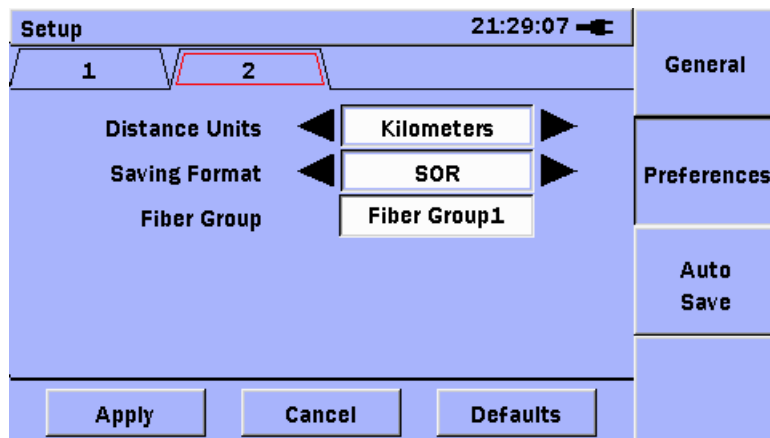 Setup 21:29:07
1 2
Distance Units Kilometers
Saving Format SOR
Fiber Group Fiber Group1
Apply Cancel Defaults
General
Preferences
Auto
Save